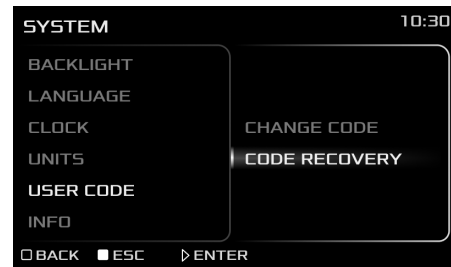 SYSTEM 10:30
BACKLIGHT
LANGUAGE
CLOCK
UNITS
USER CODE
INFO
CHANGE CODE
CODE RECOVERY
BACK ESC ENTER